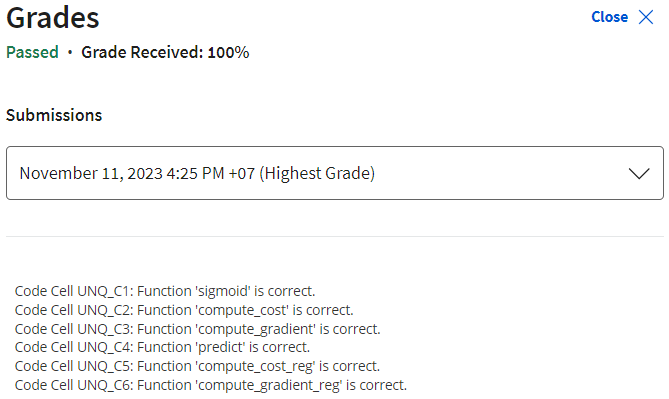 Grades
Close
Passed • Grade Received: 100%
Submissions
November 11, 2023 4:25 PM +07 (Highest Grade)
Code Cell UNQ_C1: Function 'sigmoid' is correct.
Code Cell UNQ_C2: Function 'compute_cost' is correct.
Code Cell UNQ_C3: Function 'compute_gradient' is correct.
Code Cell UNQ_C4: Function 'predict' is correct.
Code Cell UNQ_C5: Function 'compute_cost_reg' is correct.
Code Cell UNQ_C6: Function 'compute_gradient_reg' is correct.